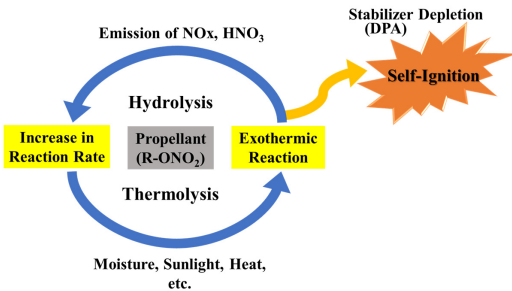 Stabilizer Depletion
(DPA)
Emission of NOx, HNO₃
Self-Ignition
Hydrolysis
Increase in
Reaction Rate
Propellant
(R-ONO₂)
Exothermic
Reaction
Thermolysis
Moisture, Sunlight, Heat,
etc.